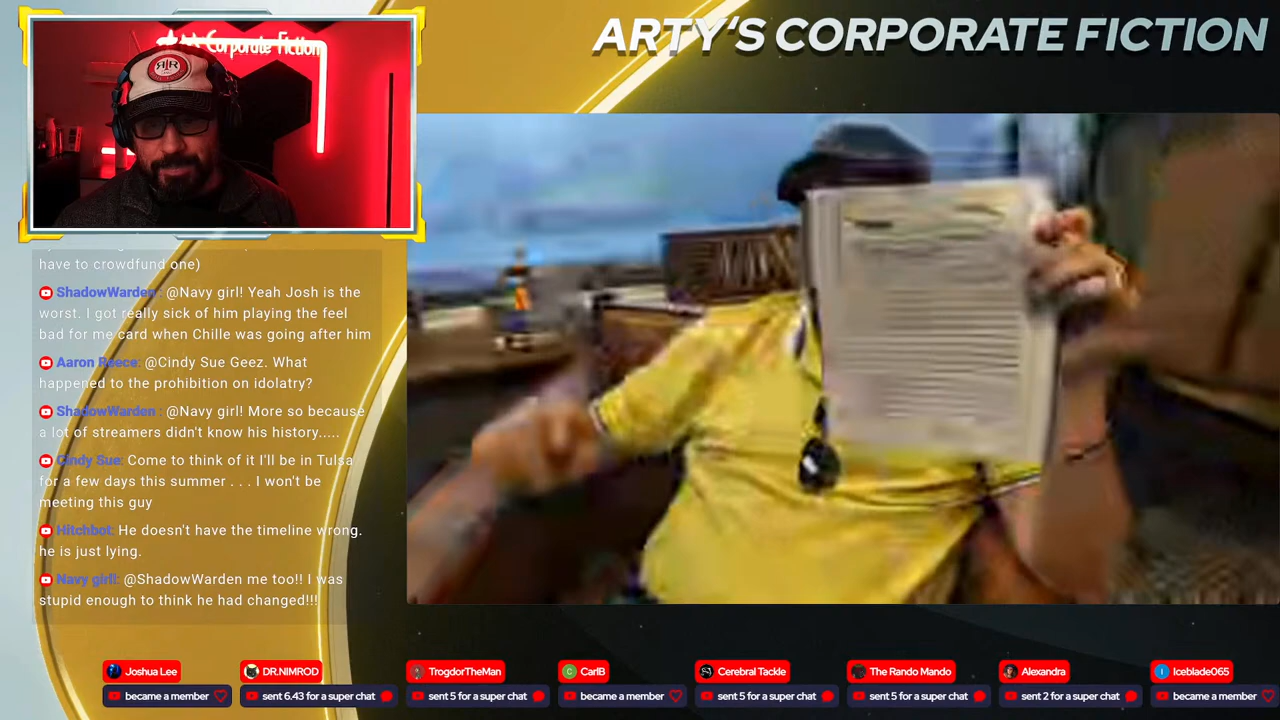 ARTY'S CORPORATE FICTION
Corporate Fiction
RJR
have to crowdfund one)
ShadowWarden : @Navy girl! Yeah Josh is the
worst. I got really sick of him playing the feel
bad for me card when Chille was going after him
Aaron Reece: @Cindy Sue Geez. What
happened to the prohibition on idolatry?
ShadowWarden : @Navy girl! More so because
a lot of streamers didn't know his history.....
Cindy Sue: Come to think of it I'll be in Tulsa
for a few days this summer . . . I won't be
meeting this guy
Hitchbot: He doesn't have the timeline wrong.
he is just lying.
Navy girl!: @ShadowWarden me too!! I was
stupid enough to think he had changed!!!
Joshua Lee
became a member
DR.NIMROD
sent 6.43 for a super chat
TrogdorTheMan
sent 5 for a super chat
C CarlB
became a member
Cerebral Tackle
sent 5 for a super chat
The Rando Mando
sent 5 for a super chat
Alexandra
sent 2 for a super chat
Iceblade065
became a member